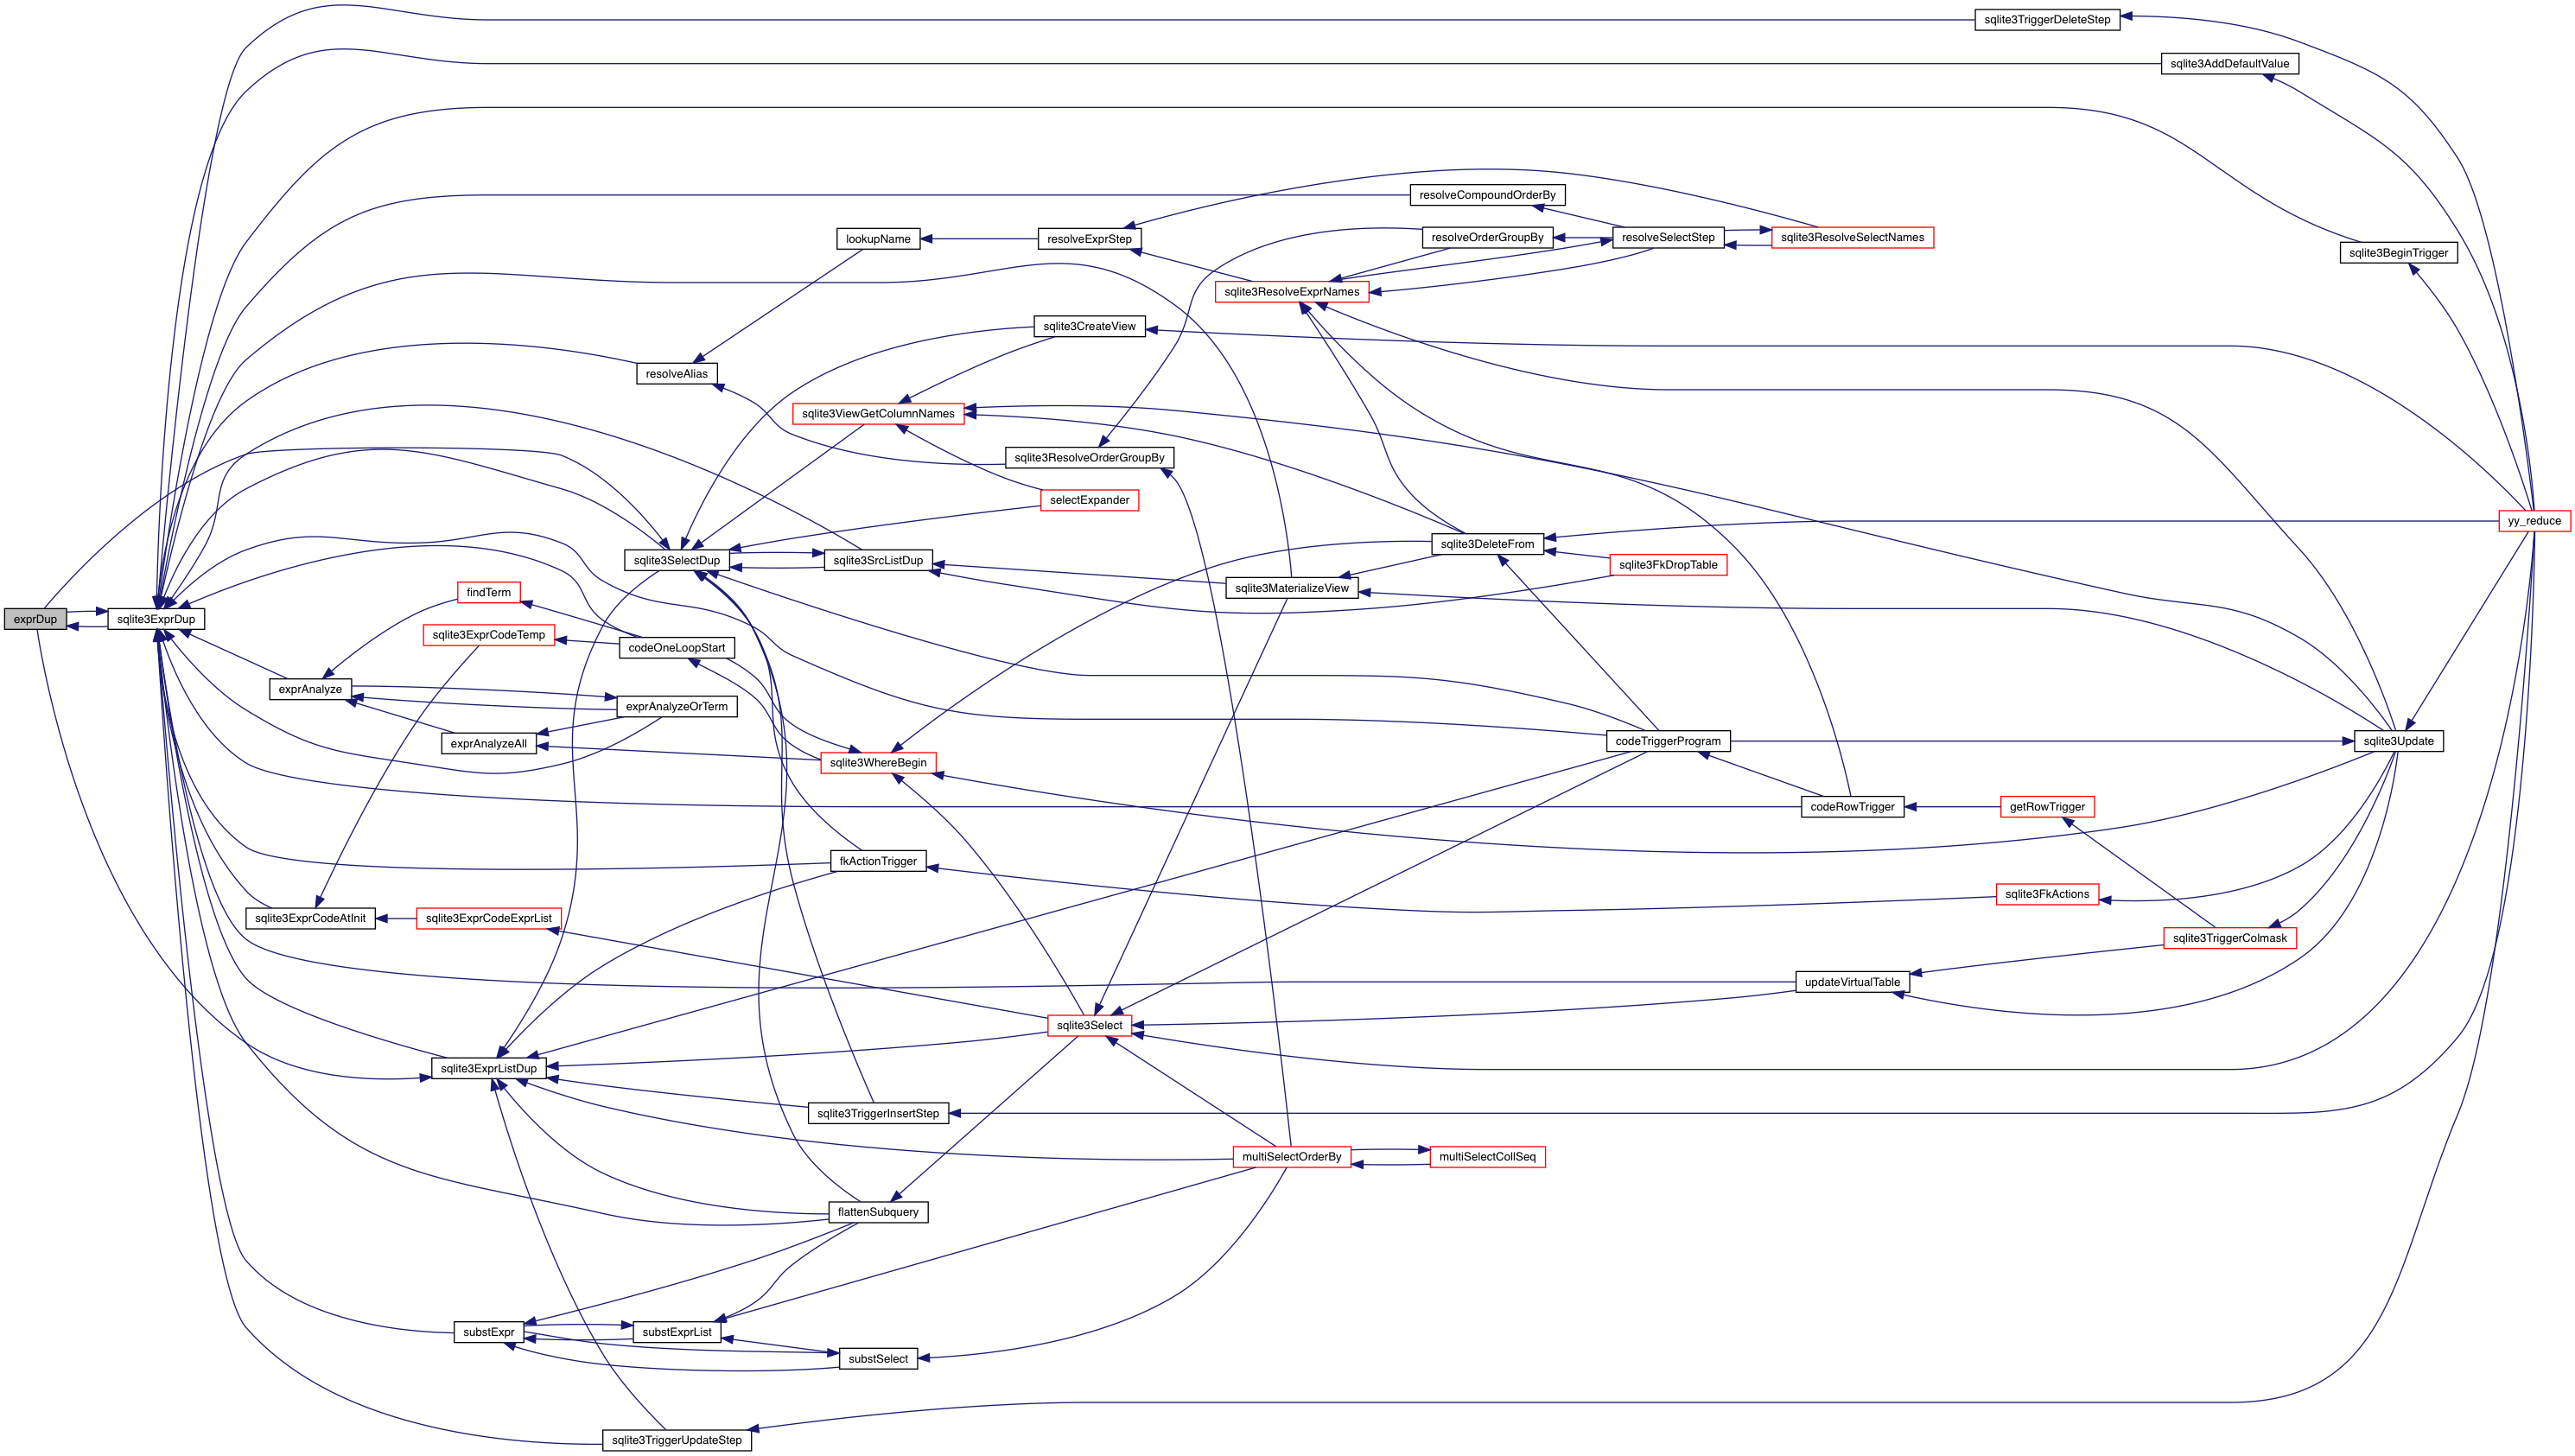 sqlite3TriggerDeleteStep
sqlite3AddDefaultValue
resolveCompoundOrderBy
lookupName
resolveExprStep
resolveOrderGroupBy
resolveSelectStep
sqlite3ResolveSelectNames
sqlite3BeginTrigger
sqlite3ResolveExprNames
sqlite3CreateView
resolveAlias
sqlite3ViewGetColumnNames
sqlite3ResolveOrderGroupBy
selectExpander
yy_reduce
sqlite3SelectDup
sqlite3SrcListDup
sqlite3DeleteFrom
sqlite3FkDropTable
findTerm
sqlite3MaterializeView
exprDup
sqlite3ExprDup
sqlite3ExprCodeTemp
codeOneLoopStart
exprAnalyze
exprAnalyzeOrTerm
exprAnalyzeAll
sqlite3WhereBegin
codeTriggerProgram
sqlite3Update
codeRowTrigger
getRowTrigger
fkActionTrigger
sqlite3FkActions
sqlite3ExprCodeAtInit
sqlite3ExprCodeExprList
sqlite3TriggerColmask
updateVirtualTable
sqlite3Select
sqlite3ExprListDup
sqlite3TriggerInsertStep
multiSelectOrderBy
multiSelectCollSeq
flattenSubquery
substExpr
substExprList
substSelect
sqlite3TriggerUpdateStep